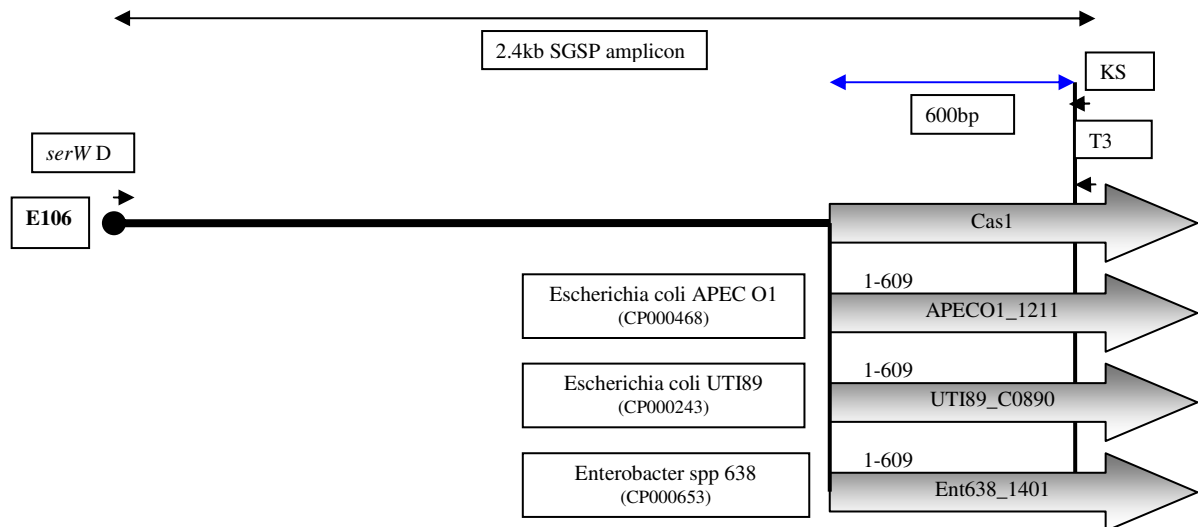 2.4kb SGSP amplicon
KS
600bp
T3
serW D
E106
Cas1
Escherichia coli APEC O1
(CP000468)
1-609
APECO1_1211
Escherichia coli UTI89
(CP000243)
1-609
UTI89_C0890
Enterobacter spp 638
(CP000653)
1-609
Ent638_1401